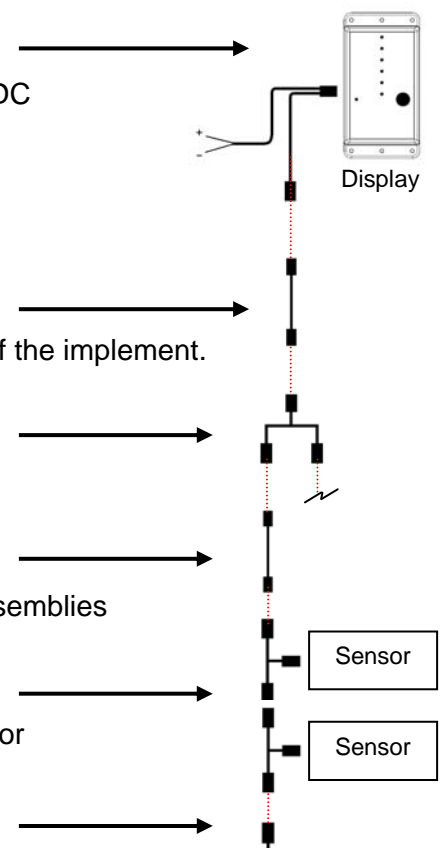 DC
+
-
Display
f the implement.
semblies
Sensor
or
Sensor